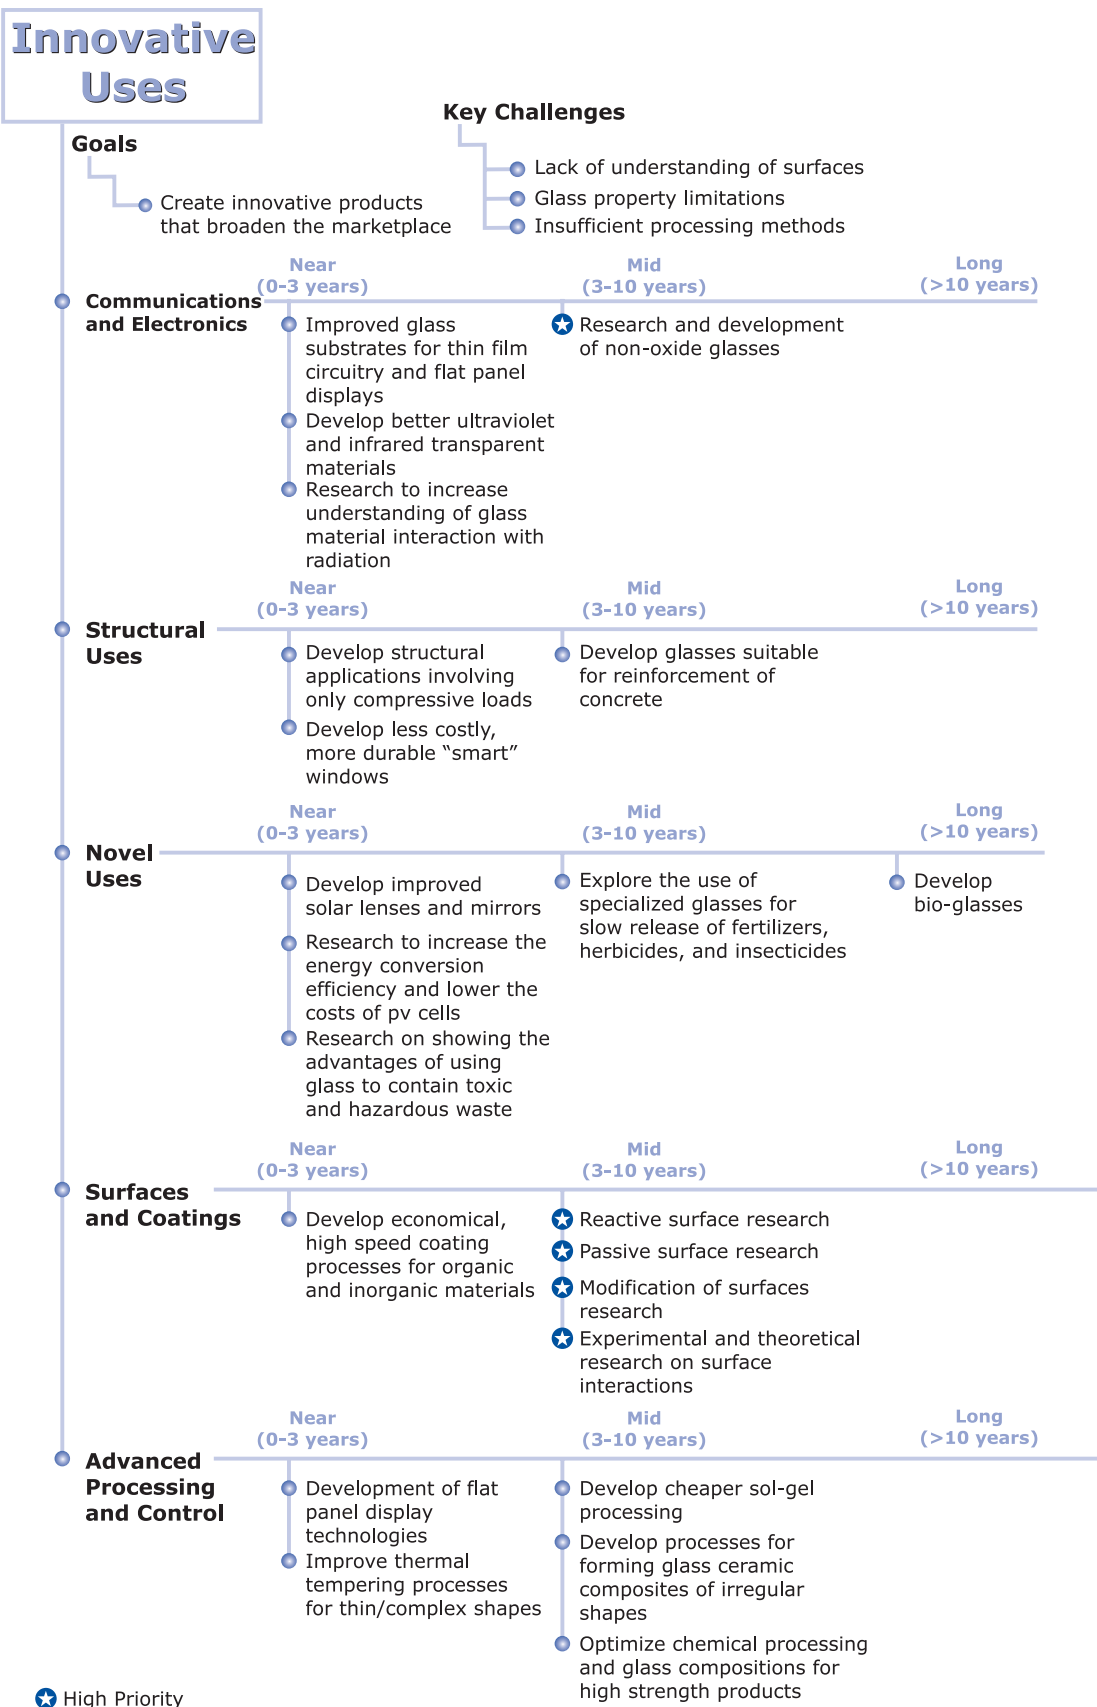 Innovative
Uses
Goals
Create innovative products
that broaden the marketplace
Key Challenges
Lack of understanding of surfaces
Glass property limitations
Insufficient processing methods
Near
(0-3 years)
Mid
(3-10 years)
Long
(>10 years)
Communications
and Electronics
Improved glass
substrates for thin film
circuitry and flat panel
displays
Develop better ultraviolet
and infrared transparent
materials
Research to increase
understanding of glass
material interaction with
radiation
Research and development
of non-oxide glasses
Near
(0-3 years)
Mid
(3-10 years)
Long
(>10 years)
Structural
Uses
Develop structural
applications involving
only compressive loads
Develop less costly,
more durable “smart”
windows
Develop glasses suitable
for reinforcement of
concrete
Near
(0-3 years)
Mid
(3-10 years)
Long
(>10 years)
Novel
Uses
Develop improved
solar lenses and mirrors
Research to increase the
energy conversion
efficiency and lower the
costs of pv cells
Research on showing the
advantages of using
glass to contain toxic
and hazardous waste
Explore the use of
specialized glasses for
slow release of fertilizers,
herbicides, and insecticides
Develop
bio-glasses
Near
(0-3 years)
Mid
(3-10 years)
Long
(>10 years)
Surfaces
and Coatings
Develop economical,
high speed coating
processes for organic
and inorganic materials
Reactive surface research
Passive surface research
Modification of surfaces
research
Experimental and theoretical
research on surface
interactions
Near
(0-3 years)
Mid
(3-10 years)
Long
(>10 years)
Advanced
Processing
and Control
Development of flat
panel display
technologies
Improve thermal
tempering processes
for thin/complex shapes
Develop cheaper sol-gel
processing
Develop processes for
forming glass ceramic
composites of irregular
shapes
Optimize chemical processing
and glass compositions for
high strength products
High Priority